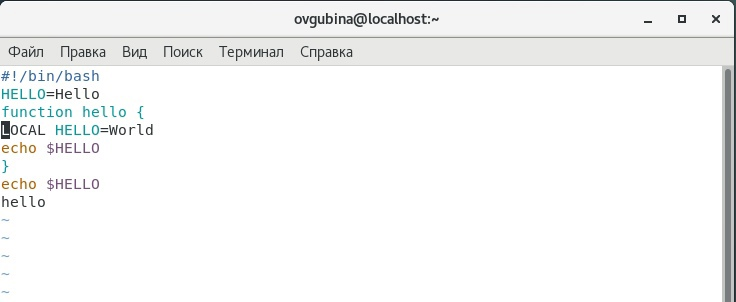 ovgubina@localhost:~
Файл Правка Вид Поиск Терминал Справка
#!/bin/bash
HELLO=Hello
function hello {
LOCAL HELLO=World
echo $HELLO
}
echo $HELLO
hello
~
~
~
~
~